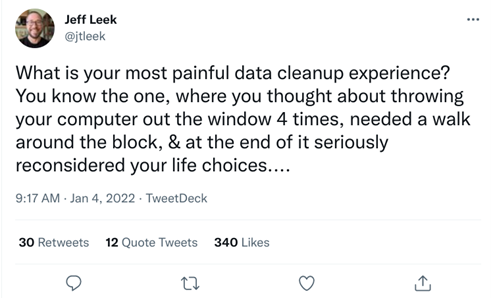 Jeff Leek
@jtleek
What is your most painful data cleanup experience?
You know the one, where you thought about throwing
your computer out the window 4 times, needed a walk
around the block, & at the end of it seriously
reconsidered your life choices....
9:17 AM · Jan 4, 2022 · TweetDeck
30 Retweets 12 Quote Tweets 340 Likes